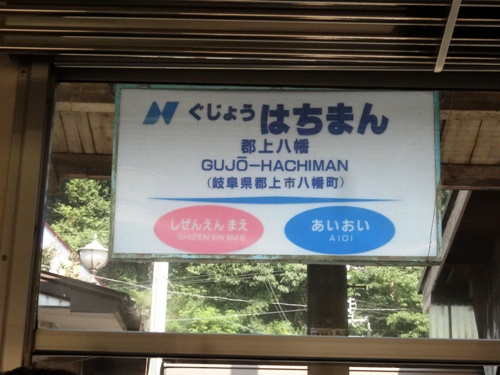 ぐじょう はちまん
郡上八幡
GUJŌ-HACHIMAN
(岐阜県郡上市八幡町)
しぜんえんまえ
SHIZEN EN MAE
あいおい
AIOI